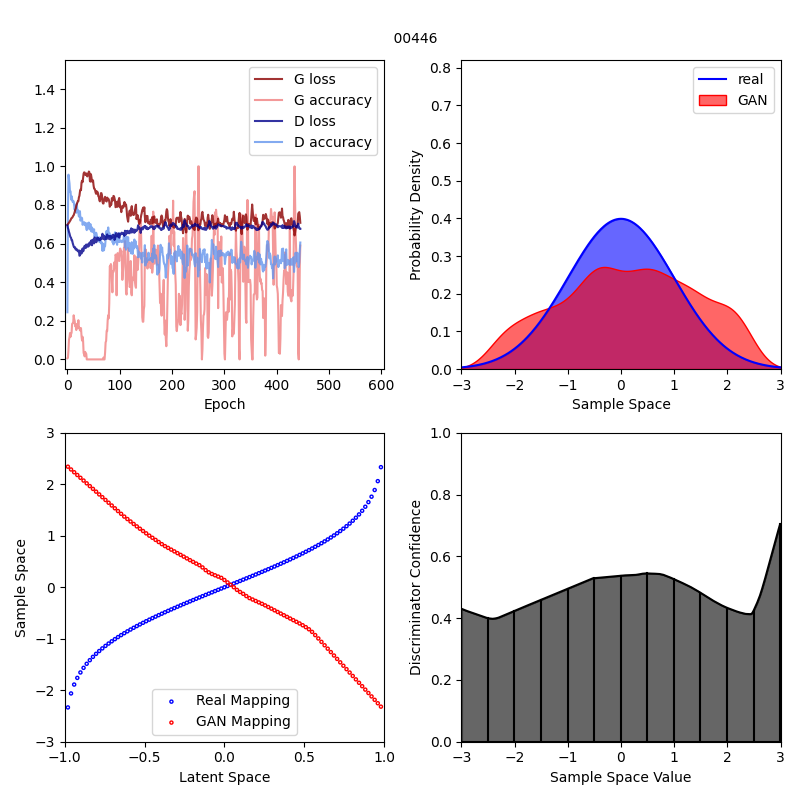 00446
G loss
G accuracy
D loss
D accuracy
1.4
1.2
1.0
0.8
0.6
0.4
0.2
0.0
0 100 200 300 400 500 600
Epoch
real
GAN
Probability Density
0.8
0.7
0.6
0.5
0.4
0.3
0.2
0.1
0.0
−3 −2 −1 0 1 2 3
Sample Space
Sample Space
3
2
1
0
−1
−2
−3
Real Mapping
GAN Mapping
−1.0 −0.5 0.0 0.5 1.0
Latent Space
Discriminator Confidence
1.0
0.8
0.6
0.4
0.2
0.0
−3 −2 −1 0 1 2 3
Sample Space Value